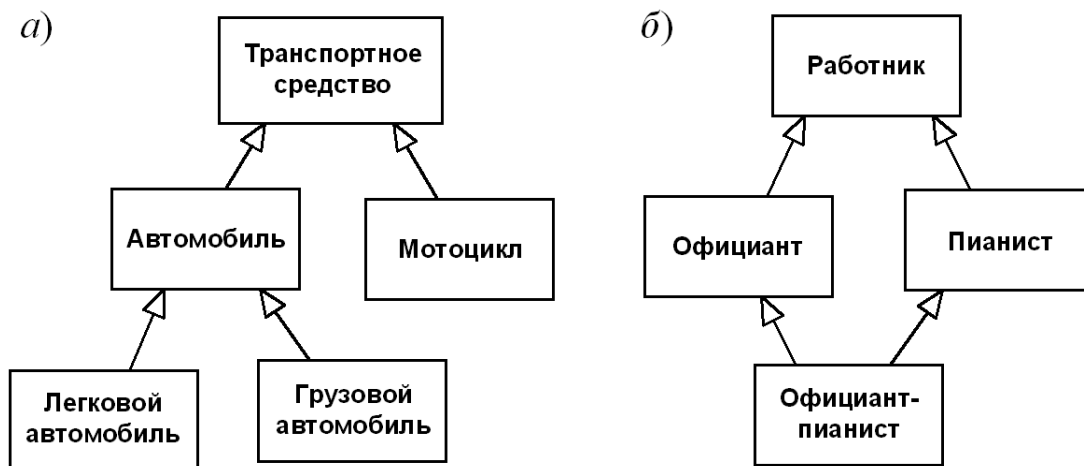 а)
Транспортное
средство
Автомобиль
Мотоцикл
Легковой
автомобиль
Грузовой
автомобиль
б)
Работник
Официант
Пианист
Официант-
пианист